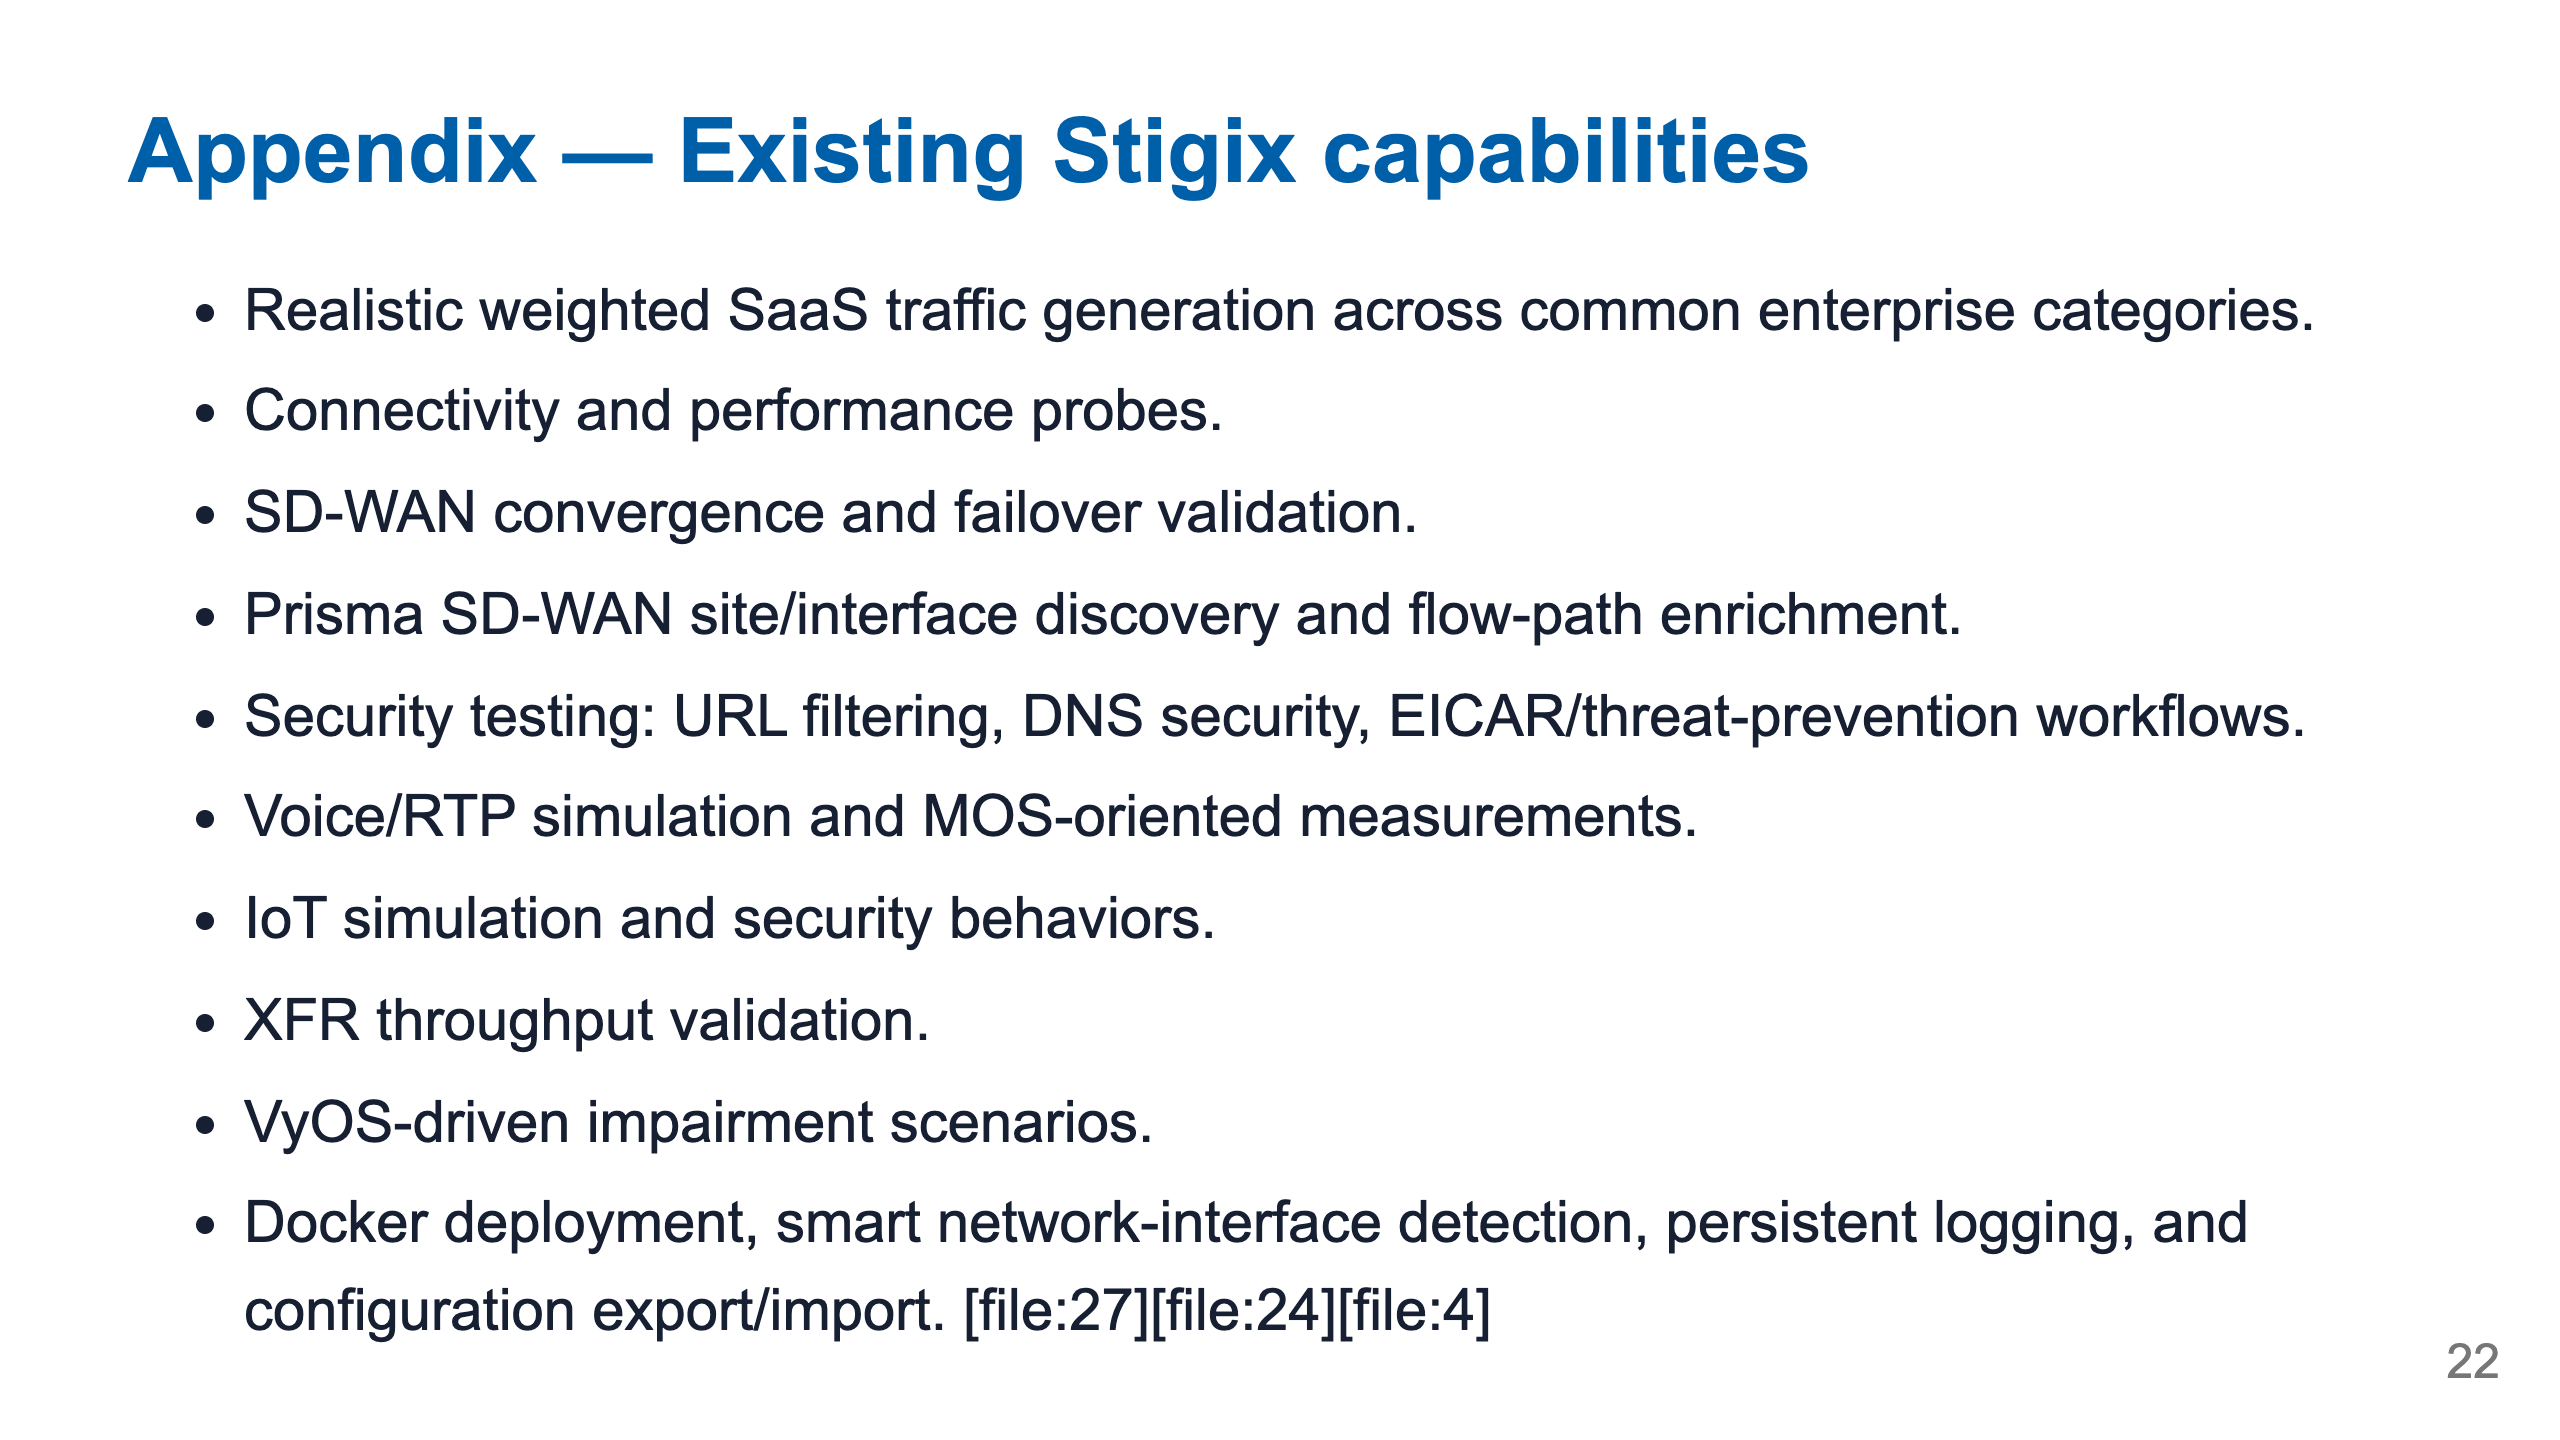 Appendix — Existing Stigix capabilities
• Realistic weighted SaaS traffic generation across common enterprise categories.
• Connectivity and performance probes.
• SD-WAN convergence and failover validation.
• Prisma SD-WAN site/interface discovery and flow-path enrichment.
• Security testing: URL filtering, DNS security, EICAR/threat-prevention workflows.
• Voice/RTP simulation and MOS-oriented measurements.
• IoT simulation and security behaviors.
• XFR throughput validation.
• VyOS-driven impairment scenarios.
• Docker deployment, smart network-interface detection, persistent logging, and
configuration export/import. [file:27][file:24][file:4]
22